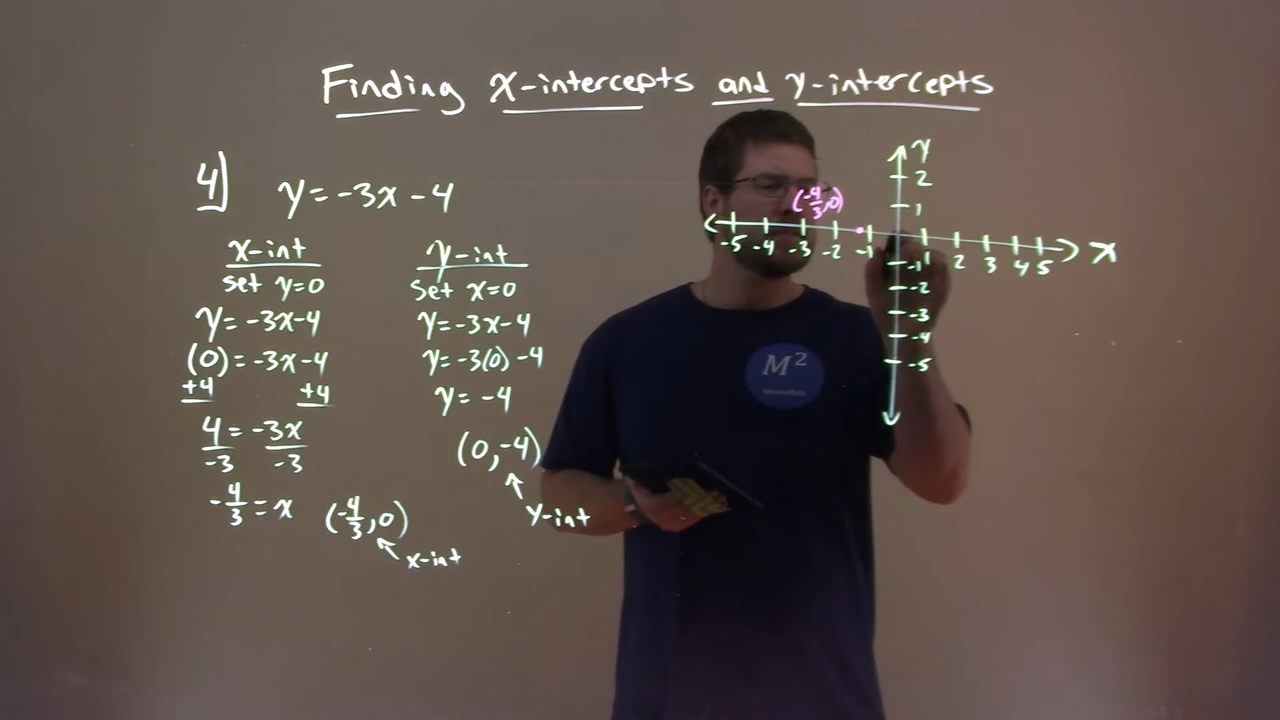 Finding x-intercepts and y-intercepts
4) y = -3x - 4
x-int
set y=0
y = -3x-4
(0) = -3x-4
+4 +4
4 = -3x
-3 -3
-4/3 = x (-4/3, 0)
x-int
y-int
set x=0
y = -3x-4
y = -3(0)-4
y = -4
(0, -4)
y-int
y
2
1
(-4/3, 0)
-5 -4 -3 -2 -1 1 2 3 4 5 x
-1
-2
-3
-4
-5
M²